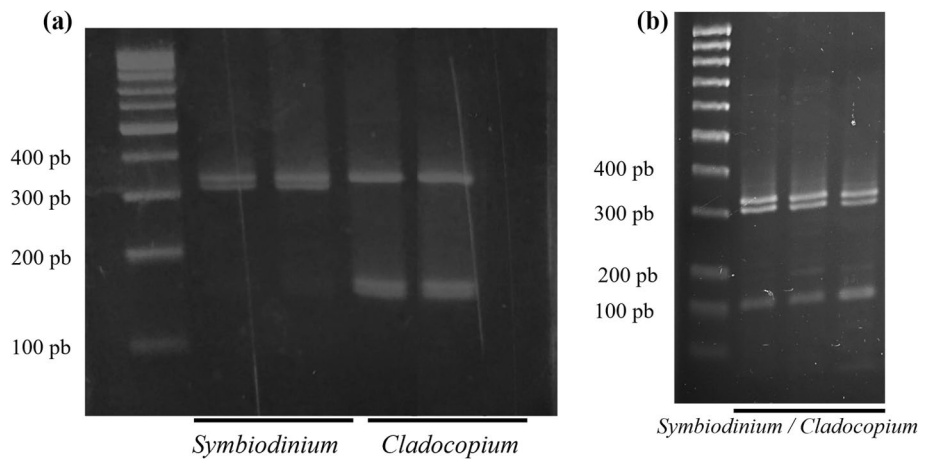 (a)
400 pb
300 pb
200 pb
100 pb
Symbiodinium
Cladocopium
(b)
400 pb
300 pb
200 pb
100 pb
Symbiodinium / Cladocopium